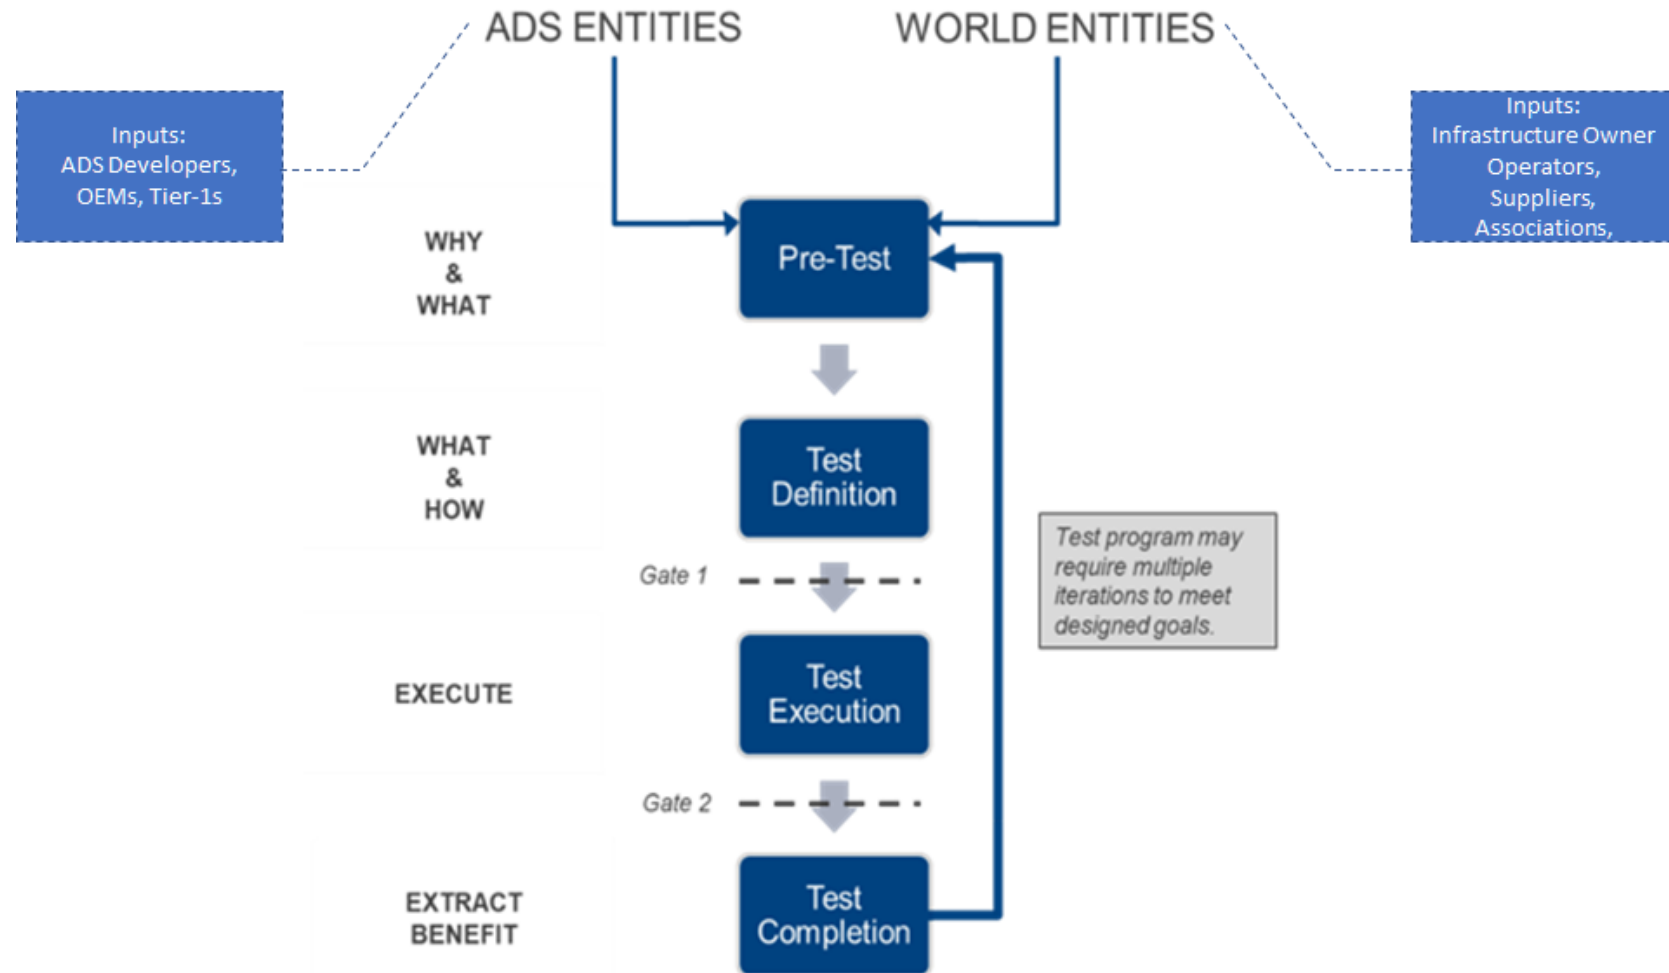 ADS ENTITIES
WORLD ENTITIES
Inputs:
ADS Developers,
OEMs, Tier-1s
Inputs:
Infrastructure Owner
Operators,
Suppliers,
Associations,
WHY
&
WHAT
Pre-Test
WHAT
&
HOW
Test
Definition
Gate 1
Test program may
require multiple
iterations to meet
designed goals.
EXECUTE
Test
Execution
Gate 2
EXTRACT
BENEFIT
Test
Completion